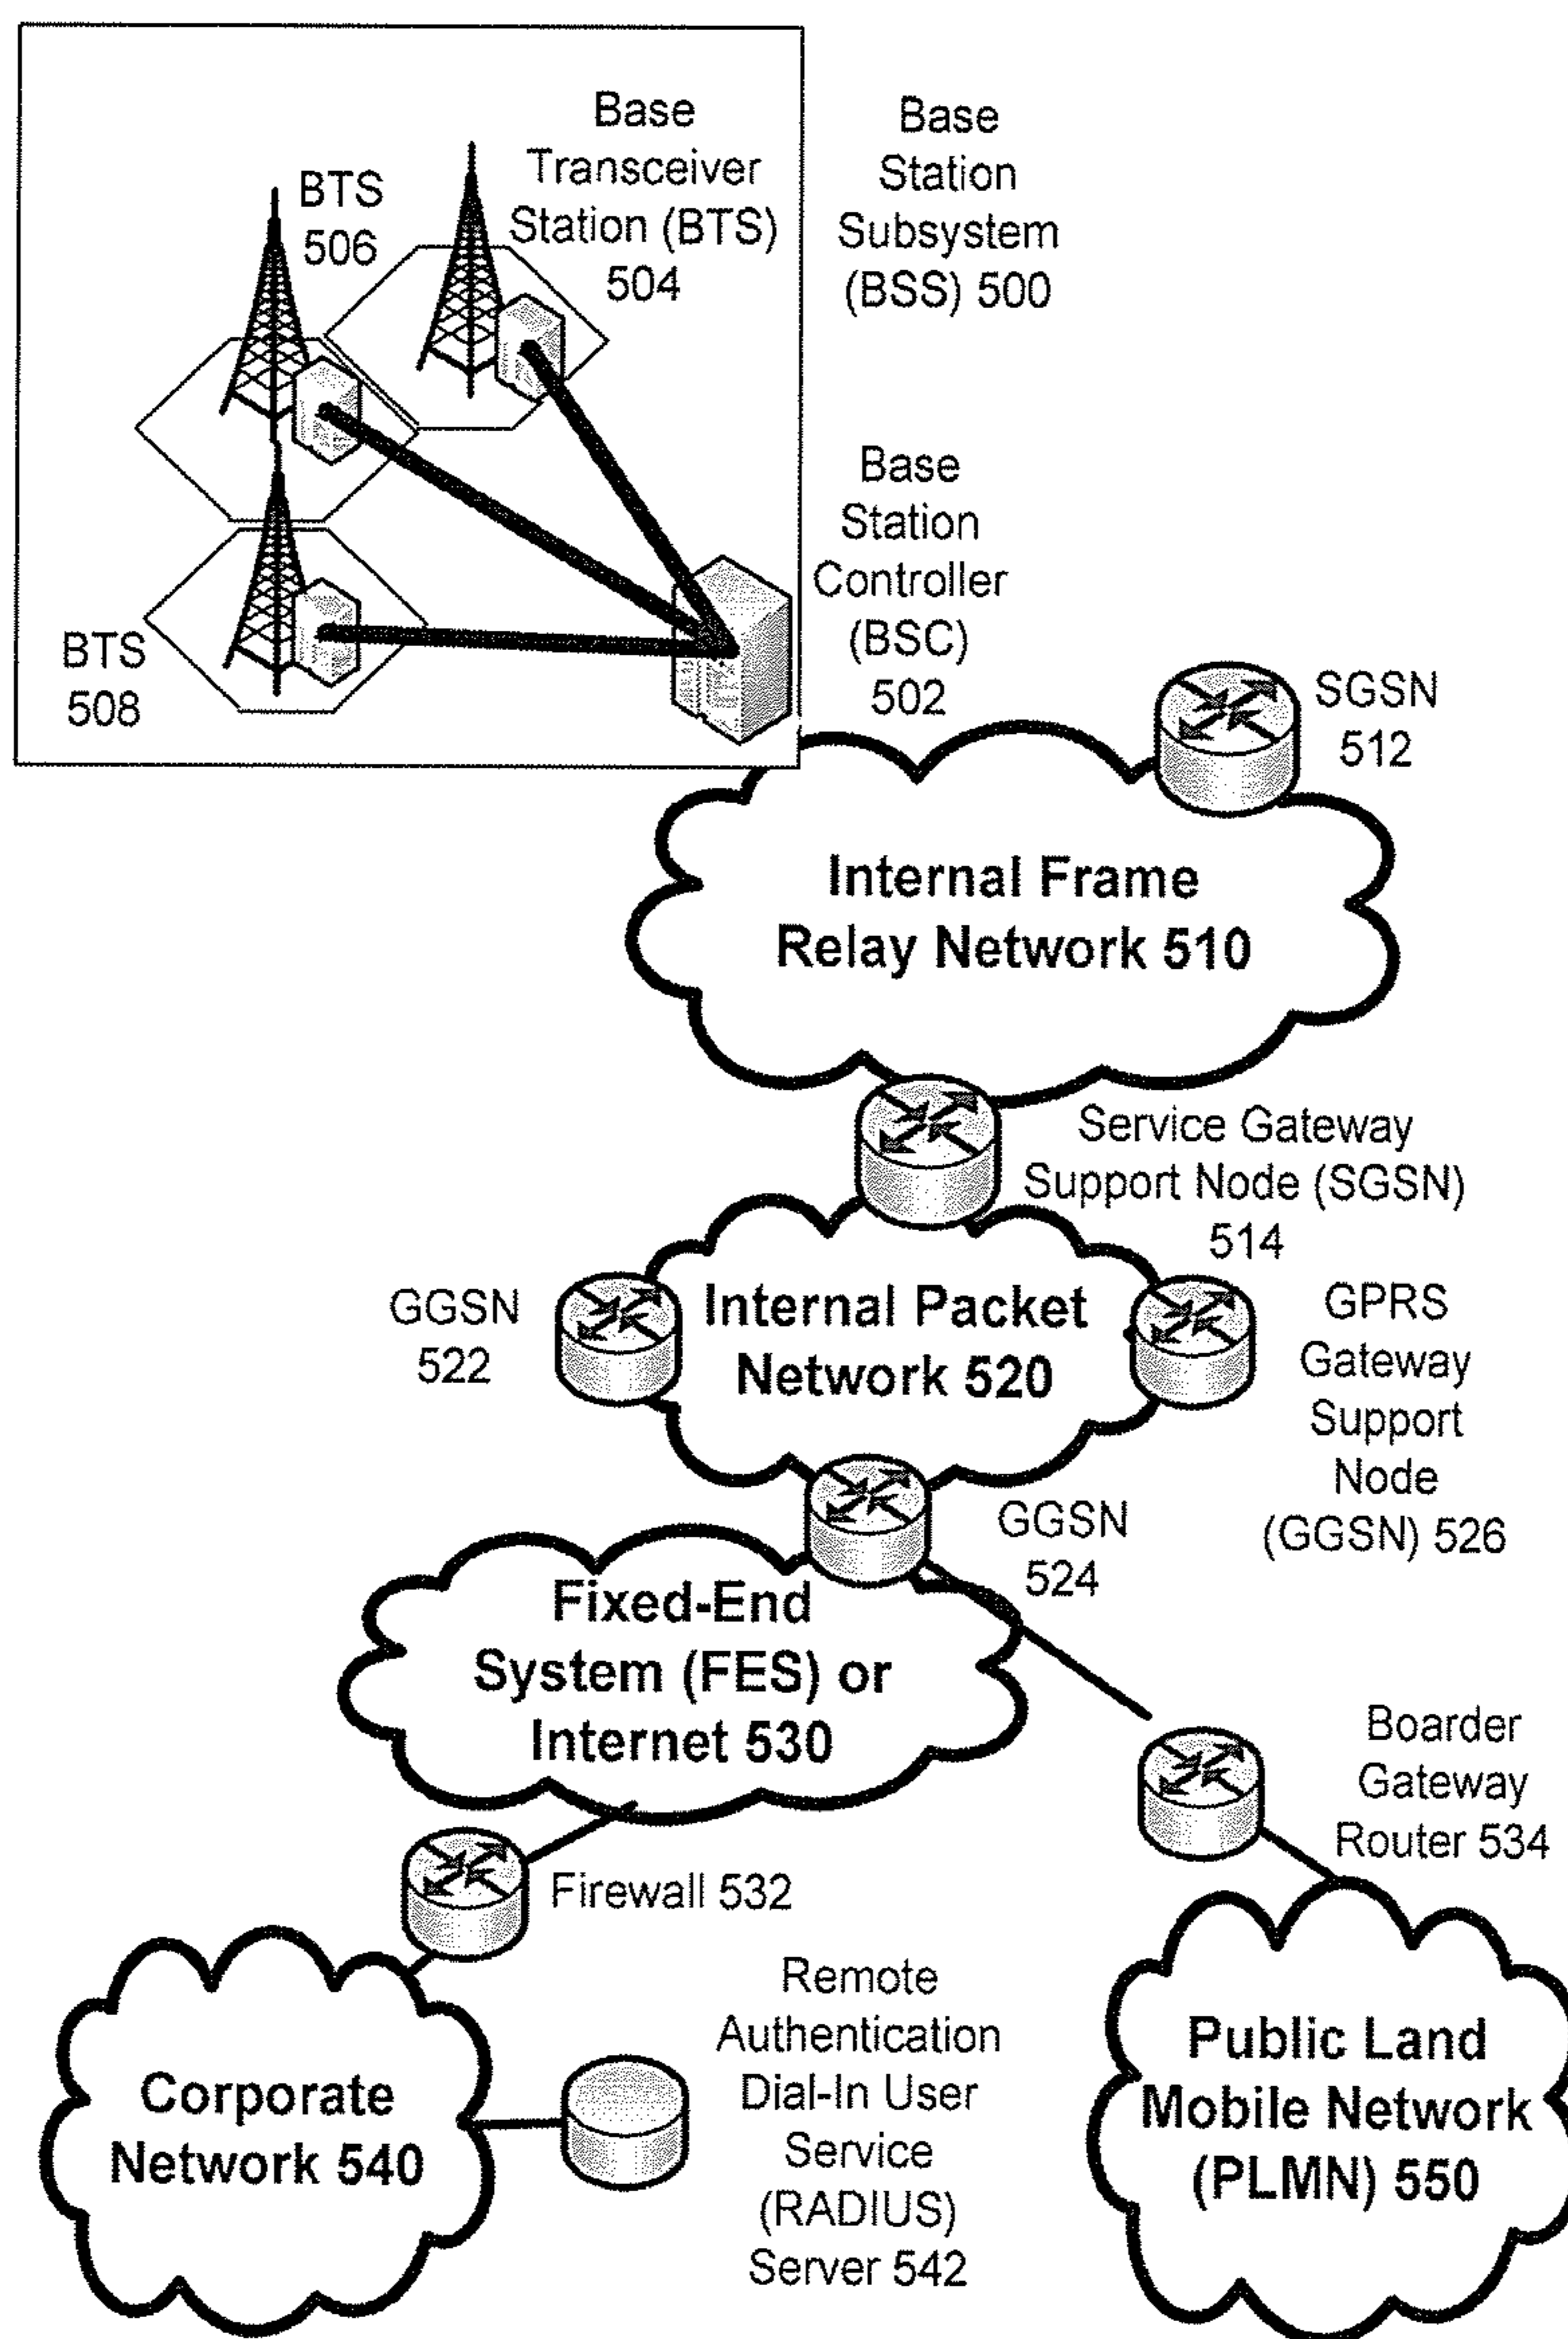 BTS
506
Base
Transceiver
Station (BTS)
504
Base
Station
Subsystem
(BSS) 500
BTS
508
Base
Station
Controller
(BSC)
502
SGSN
512
Internal Frame
Relay Network 510
Service Gateway
Support Node (SGSN)
514
GGSN
522
Internal Packet
Network 520
GPRS
Gateway
Support
Node
(GGSN) 526
GGSN
524
Fixed-End
System (FES) or
Internet 530
Boarder
Gateway
Router 534
Firewall 532
Corporate
Network 540
Remote
Authentication
Dial-In User
Service
(RADIUS)
Server 542
Public Land
Mobile Network
(PLMN) 550